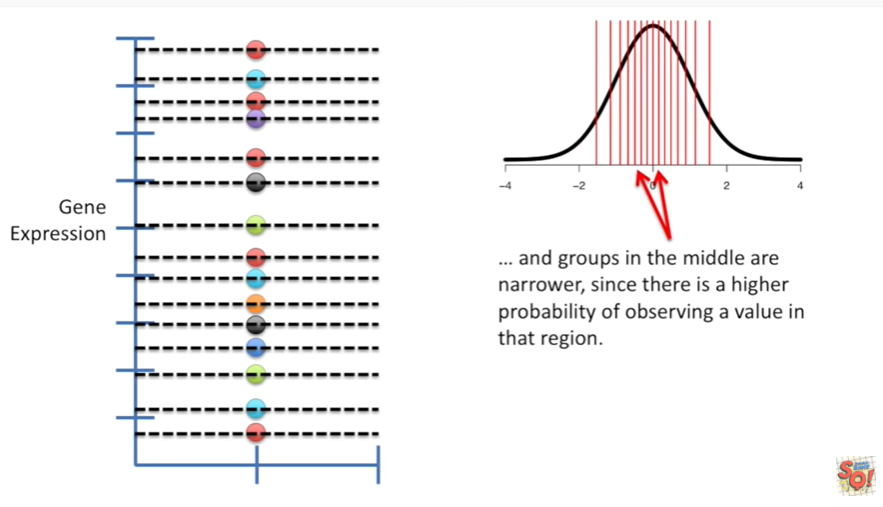 Gene
Expression
-4
-2
0
2
4
... and groups in the middle are
narrower, since there is a higher
probability of observing a value in
that region.
SQ!